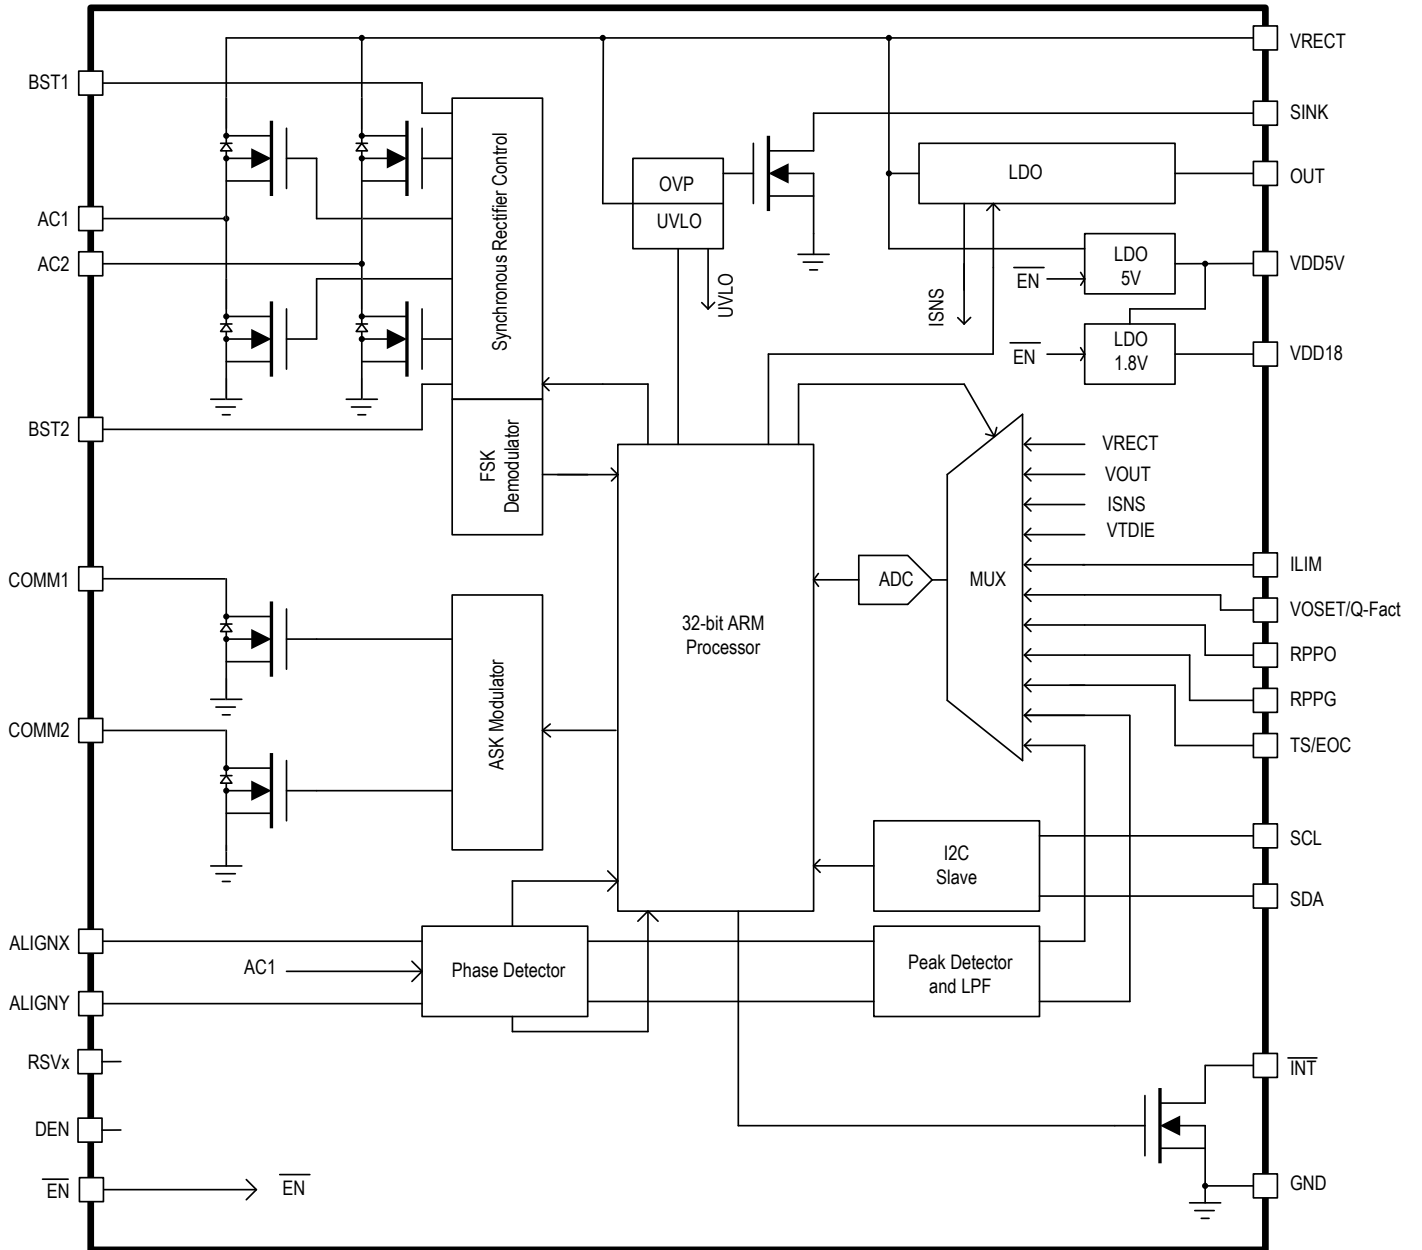 VRECT
BST1
SINK
OVP
LDO
OUT
UVLO
AC1
AC2
Synchronous Rectifier Control
LDO
5V
VDD5V
EN
UVLO
ISNS
LDO
1.8V
VDD18
EN
BST2
FSK
Demodulator
VRECT
VOUT
ISNS
VTDIE
COMM1
ADC
MUX
ILIM
VOSET/Q-Fact
32-bit ARM
Processor
RPPO
RPPG
COMM2
ASK Modulator
TS/EOC
I2C
Slave
SCL
SDA
ALIGNX
AC1
Phase Detector
Peak Detector
and LPF
ALIGNY
RSVx
INT
DEN
EN
EN
GND